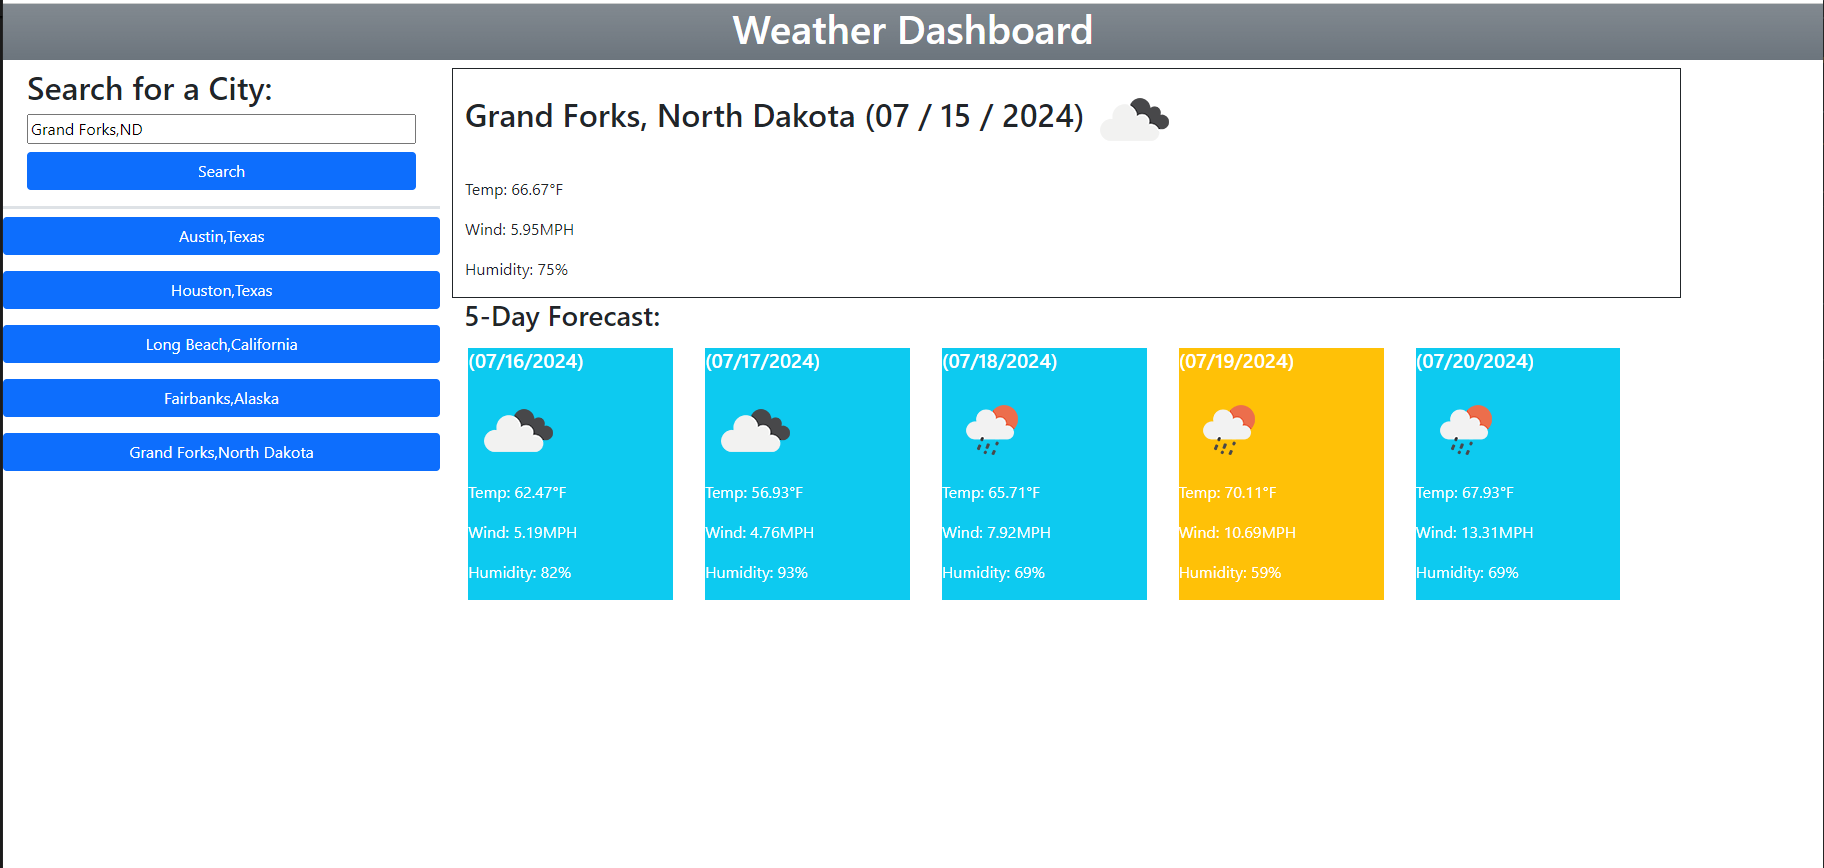 Weather Dashboard
Search for a City:
Grand Forks,ND
Search
Austin,Texas
Houston,Texas
Long Beach,California
Fairbanks,Alaska
Grand Forks,North Dakota
Grand Forks, North Dakota (07 / 15 / 2024)
Temp: 66.67°F
Wind: 5.95MPH
Humidity: 75%
5-Day Forecast:
(07/16/2024)
Temp: 62.47°F
Wind: 5.19MPH
Humidity: 82%
(07/17/2024)
Temp: 56.93°F
Wind: 4.76MPH
Humidity: 93%
(07/18/2024)
Temp: 65.71°F
Wind: 7.92MPH
Humidity: 69%
(07/19/2024)
Temp: 70.11°F
Wind: 10.69MPH
Humidity: 59%
(07/20/2024)
Temp: 67.93°F
Wind: 13.31MPH
Humidity: 69%